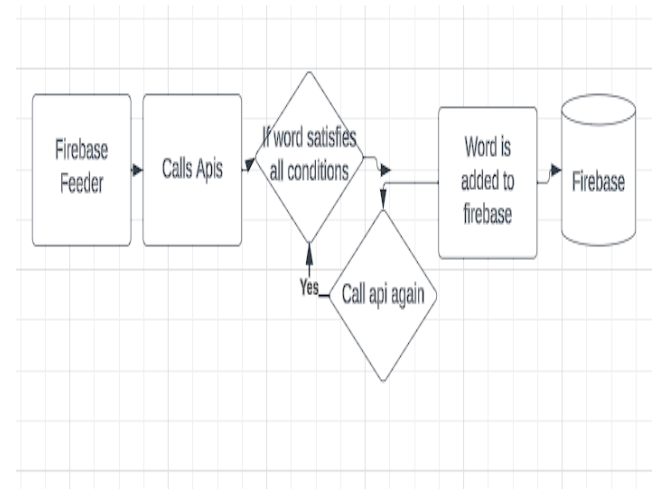 Firebase
Feeder
Calls Apis
If word satisfies
all conditions
Word is
added to
firebase
Firebase
Yes
Call api again